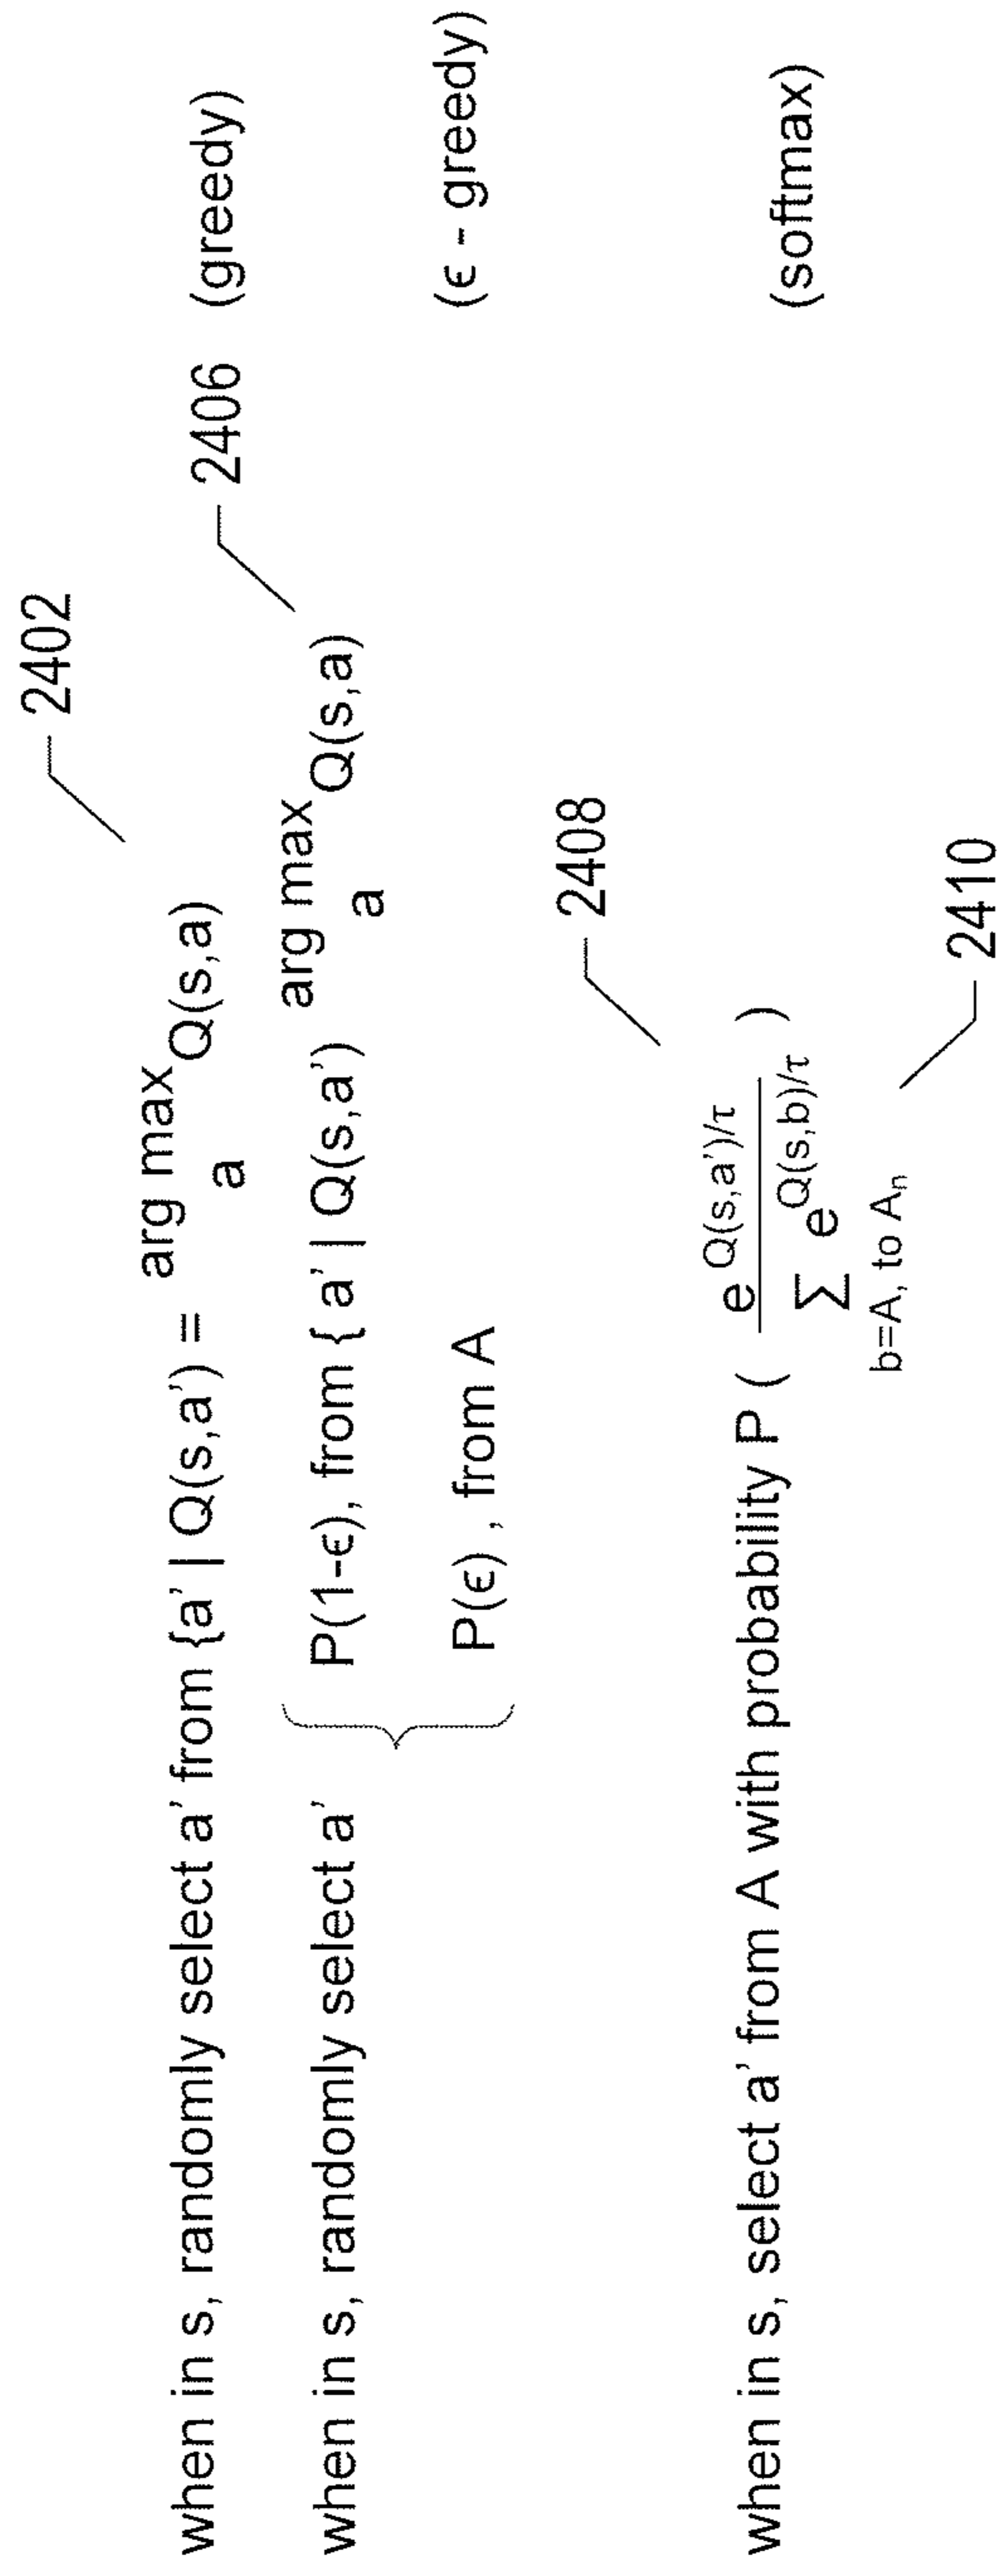 2402
when in s, randomly select a' from {a' | Q(s,a') = arg max Q(s,a)
a
2406 (greedy)
when in s, randomly select a' P(1-ϵ), from { a' | Q(s,a') arg max Q(s,a)
a
P(ϵ) , from A
(ϵ - greedy)
2408
when in s, select a' from A with probability P ( e^Q(s,a')/τ / Σ e^Q(s,b)/τ )
b=A, to Aₙ
(softmax)
2410